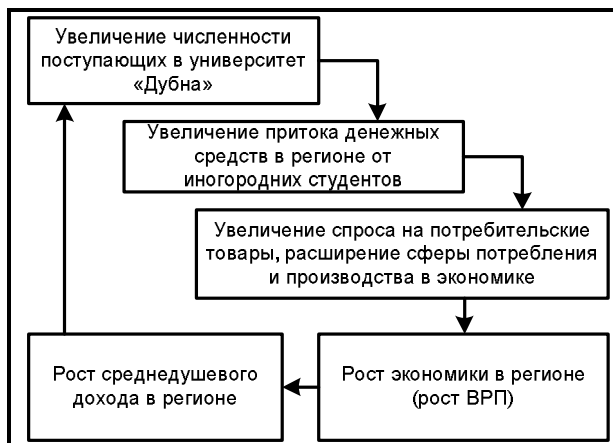 Увеличение численности
поступающих в университет
«Дубна»
Увеличение притока денежных
средств в регионе от
иногородних студентов
Увеличение спроса на потребительские
товары, расширение сферы потребления
и производства в экономике
Рост экономики в регионе
(рост ВРП)
Рост среднедушевого
дохода в регионе